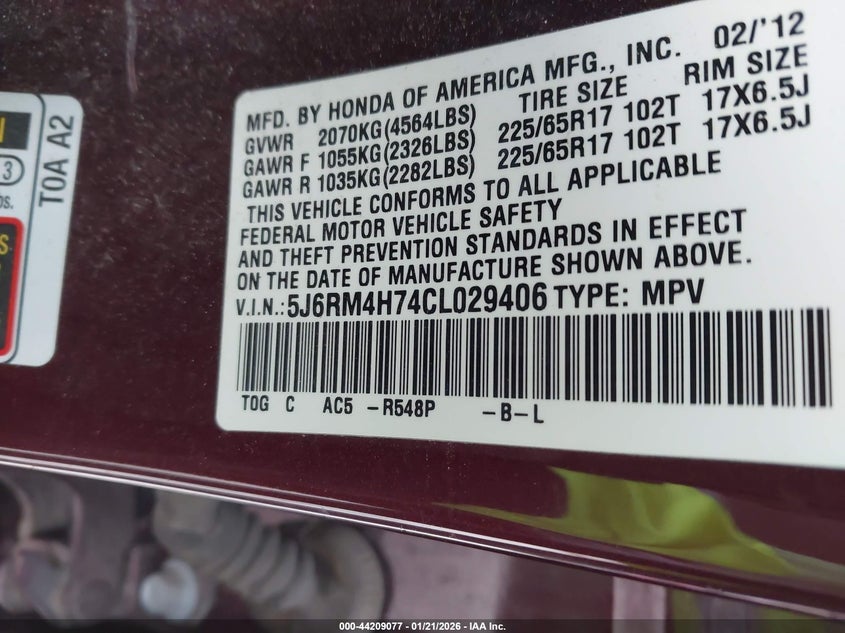 MFD. BY HONDA OF AMERICA MFG., INC. 02/'12
GVWR 2070KG(4564LBS) TIRE SIZE RIM SIZE
GAWR F 1055KG(2326LBS) 225/65R17 102T 17X6.5J
GAWR R 1035KG(2282LBS) 225/65R17 102T 17X6.5J
THIS VEHICLE CONFORMS TO ALL APPLICABLE
FEDERAL MOTOR VEHICLE SAFETY
AND THEFT PREVENTION STANDARDS IN EFFECT
ON THE DATE OF MANUFACTURE SHOWN ABOVE.
V.I.N.:5J6RM4H74CL029406 TYPE: MPV
T0G C AC5 -R548P -B-L
T0A A2
3
000-44209077 - 01/21/2026 - IAA Inc.